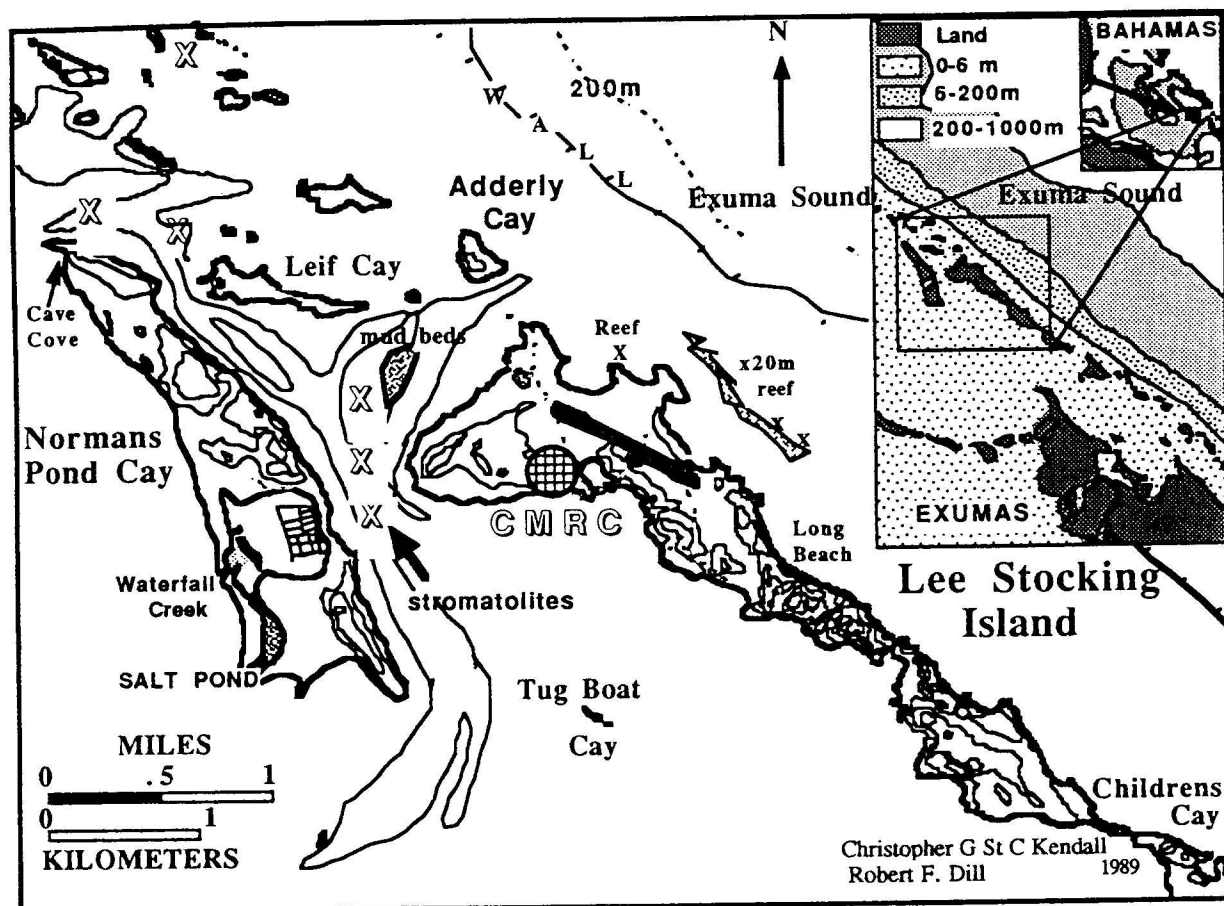 X
W
A
L
L
200m
N
Exuma Sound
Land
0-6 m
6-200m
200-1000m
BAHAMAS
Exuma Sound
EXUMAS
X
X
Adderly
Cay
Leif Cay
Cave
Cove
mud beds
Reef
X
x20m
reef
x
x
X
X
X
Normans
Pond Cay
CMRC
Long
Beach
Waterfall
Creek
stromatolites
Lee Stocking
Island
SALT POND
Tug Boat
Cay
MILES
0 .5 1
0 1
KILOMETERS
Childrens
Cay
Christopher G St C Kendall
Robert F. Dill 1989